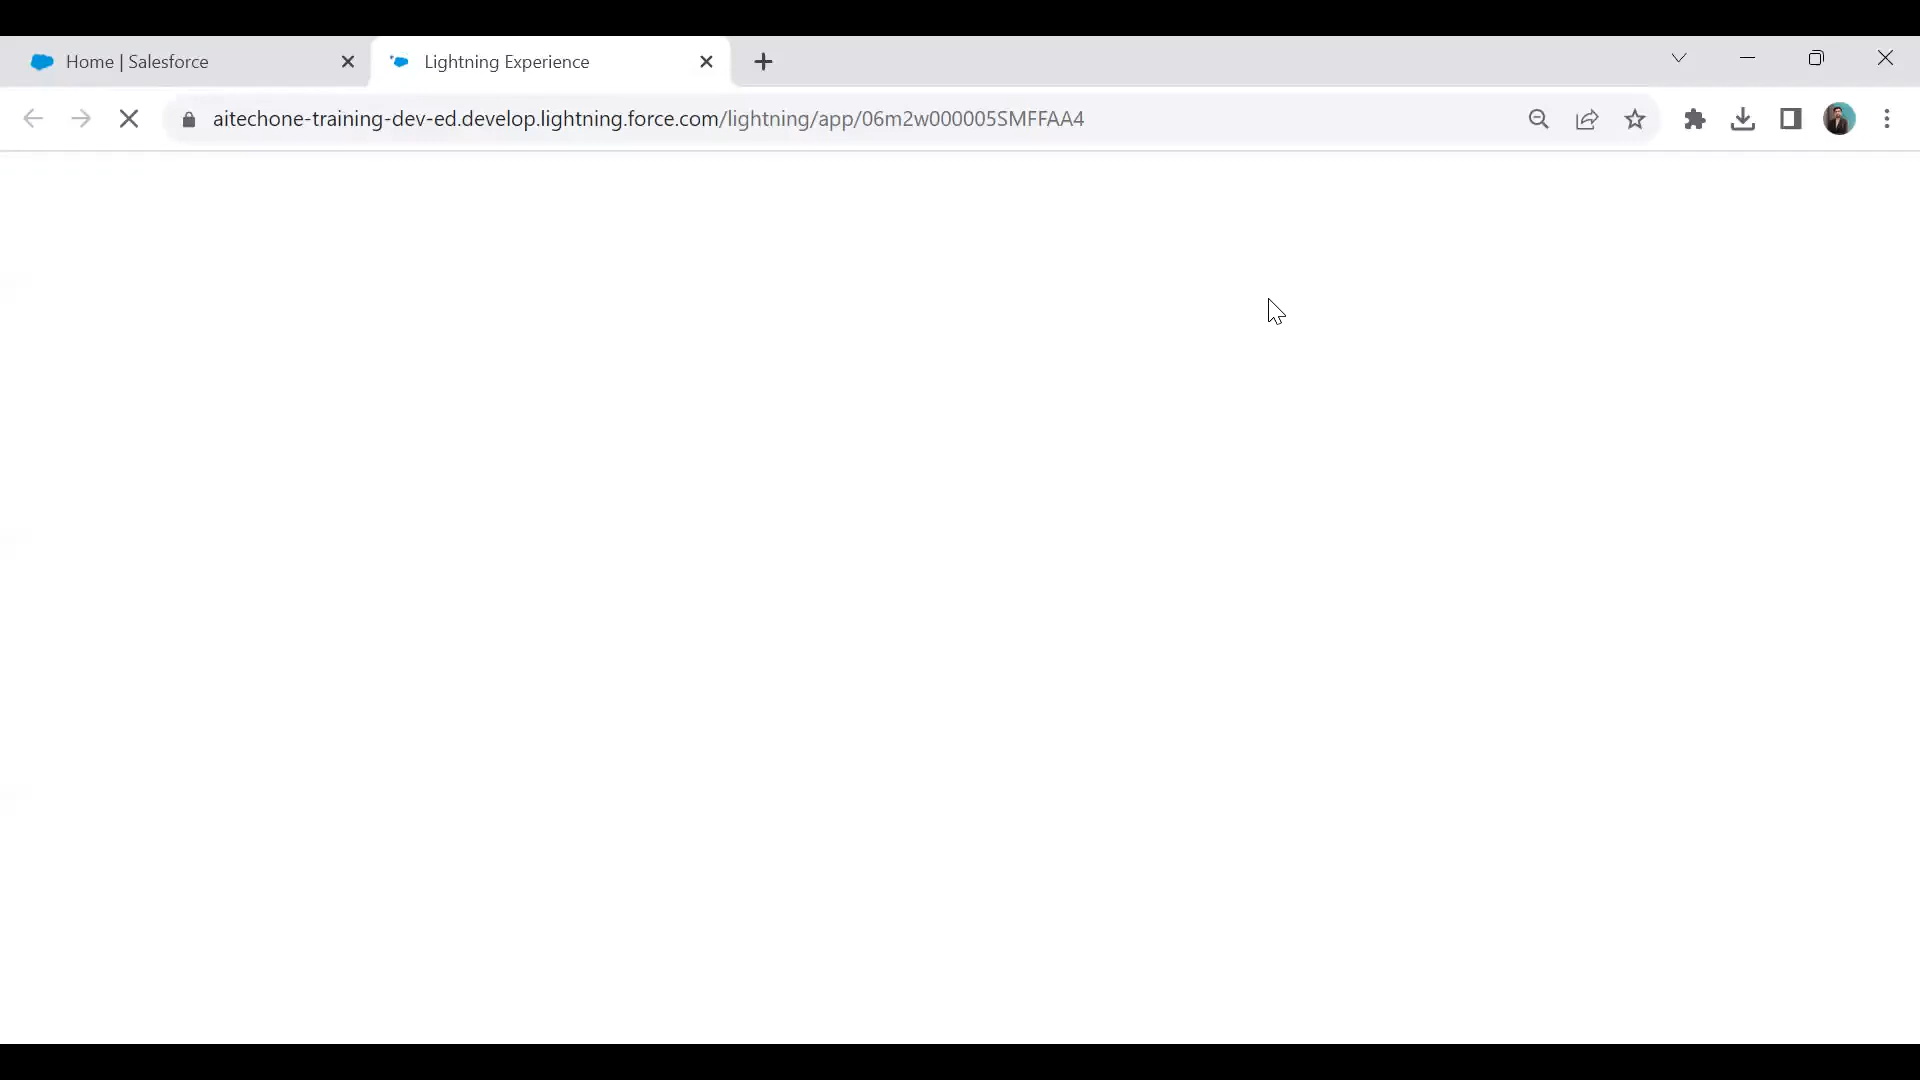 Home | Salesforce
Lightning Experience
aitechone-training-dev-ed.develop.lightning.force.com/lightning/app/06m2w000005SMFFAA4